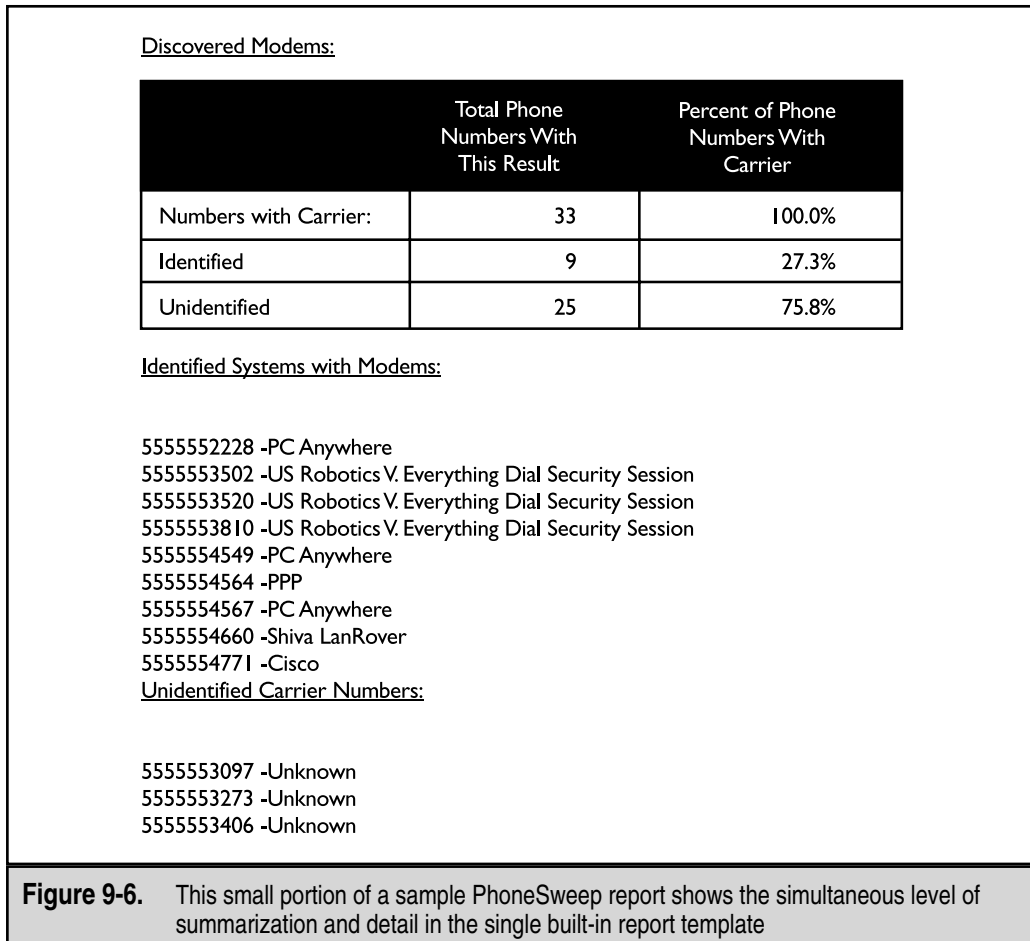 Discovered Modems:
Total Phone Numbers With This Result
Percent of Phone Numbers With Carrier
Numbers with Carrier: 33 100.0%
Identified 9 27.3%
Unidentified 25 75.8%
Identified Systems with Modems:
5555552228 -PC Anywhere
5555553502 -US Robotics V. Everything Dial Security Session
5555553520 -US Robotics V. Everything Dial Security Session
5555553810 -US Robotics V. Everything Dial Security Session
5555554549 -PC Anywhere
5555554564 -PPP
5555554567 -PC Anywhere
5555554660 -Shiva LanRover
5555554771 -Cisco
Unidentified Carrier Numbers:
5555553097 -Unknown
5555553273 -Unknown
5555553406 -Unknown
Figure 9-6. This small portion of a sample PhoneSweep report shows the simultaneous level of
summarization and detail in the single built-in report template